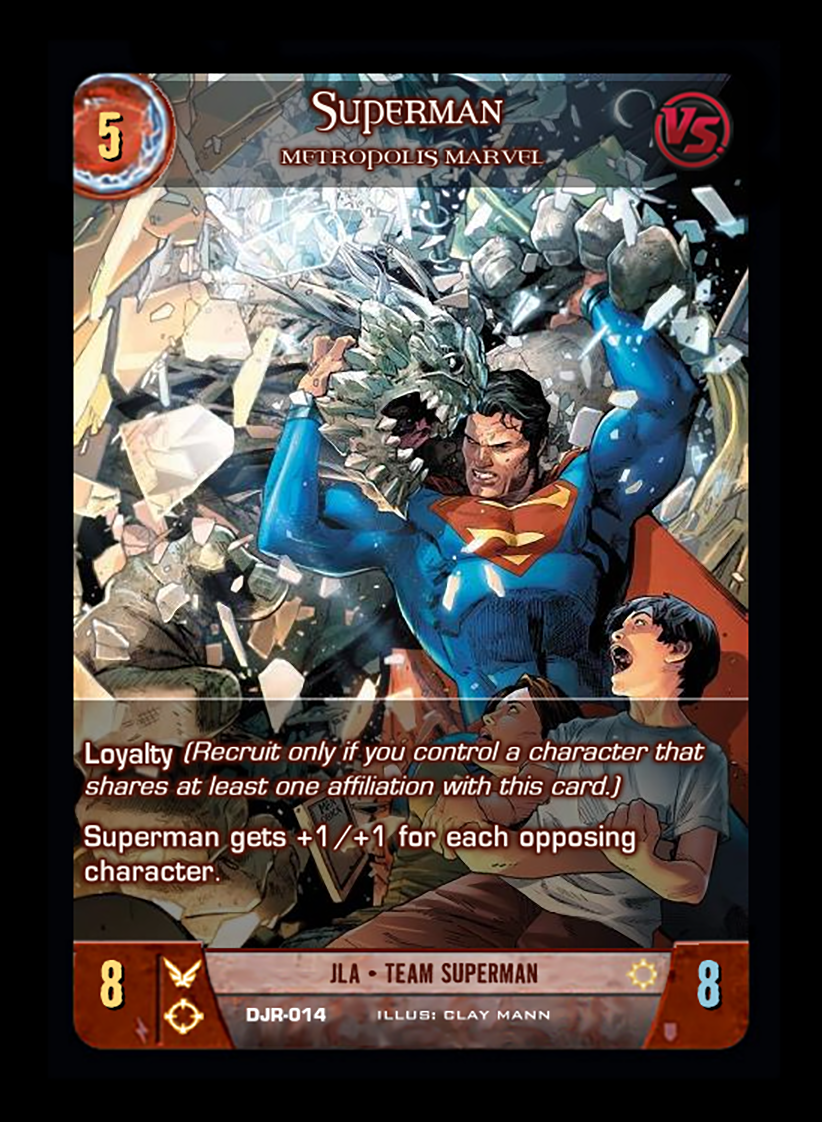 5
Superman
VS.
Metropolis Marvel
Loyalty (Recruit only if you control a character that
shares at least one affiliation with this card.)
Superman gets +1/+1 for each opposing
character.
8
JLA • TEAM SUPERMAN
8
DJR-014 ILLUS: CLAY MANN